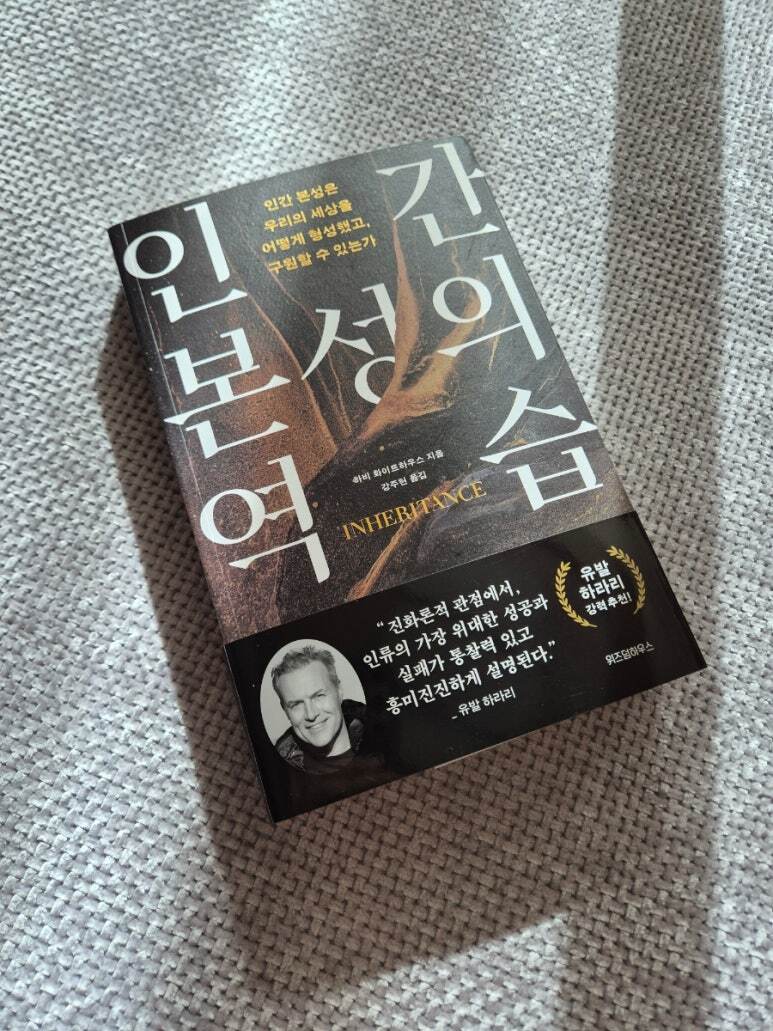 인간
본성의
역습
인간 본성은
우리의 세상을
어떻게 형성했고,
구원할 수 있는가
하비 화이트하우스 지음
강주헌 옮김
INHERITANCE
“진화론적 관점에서,
인류의 가장 위대한 성공과
실패가 통찰력 있고
흥미진진하게 설명된다.”
_ 유발 하라리
유발
하라리
강력 추천!
위즈덤하우스